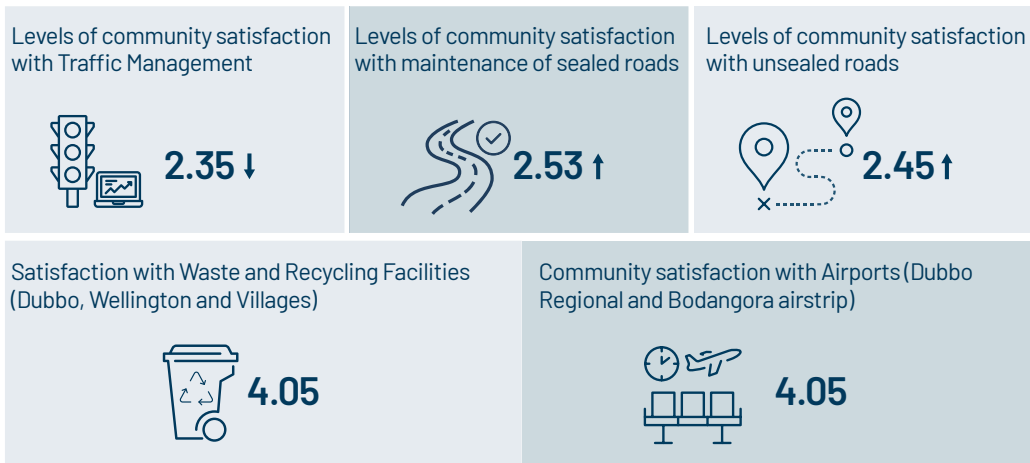 Levels of community satisfaction
with Traffic Management
2.35 ↓
Levels of community satisfaction
with maintenance of sealed roads
2.53 ↑
Levels of community satisfaction
with unsealed roads
2.45 ↑
Satisfaction with Waste and Recycling Facilities
(Dubbo, Wellington and Villages)
4.05
Community satisfaction with Airports (Dubbo
Regional and Bodangora airstrip)
4.05